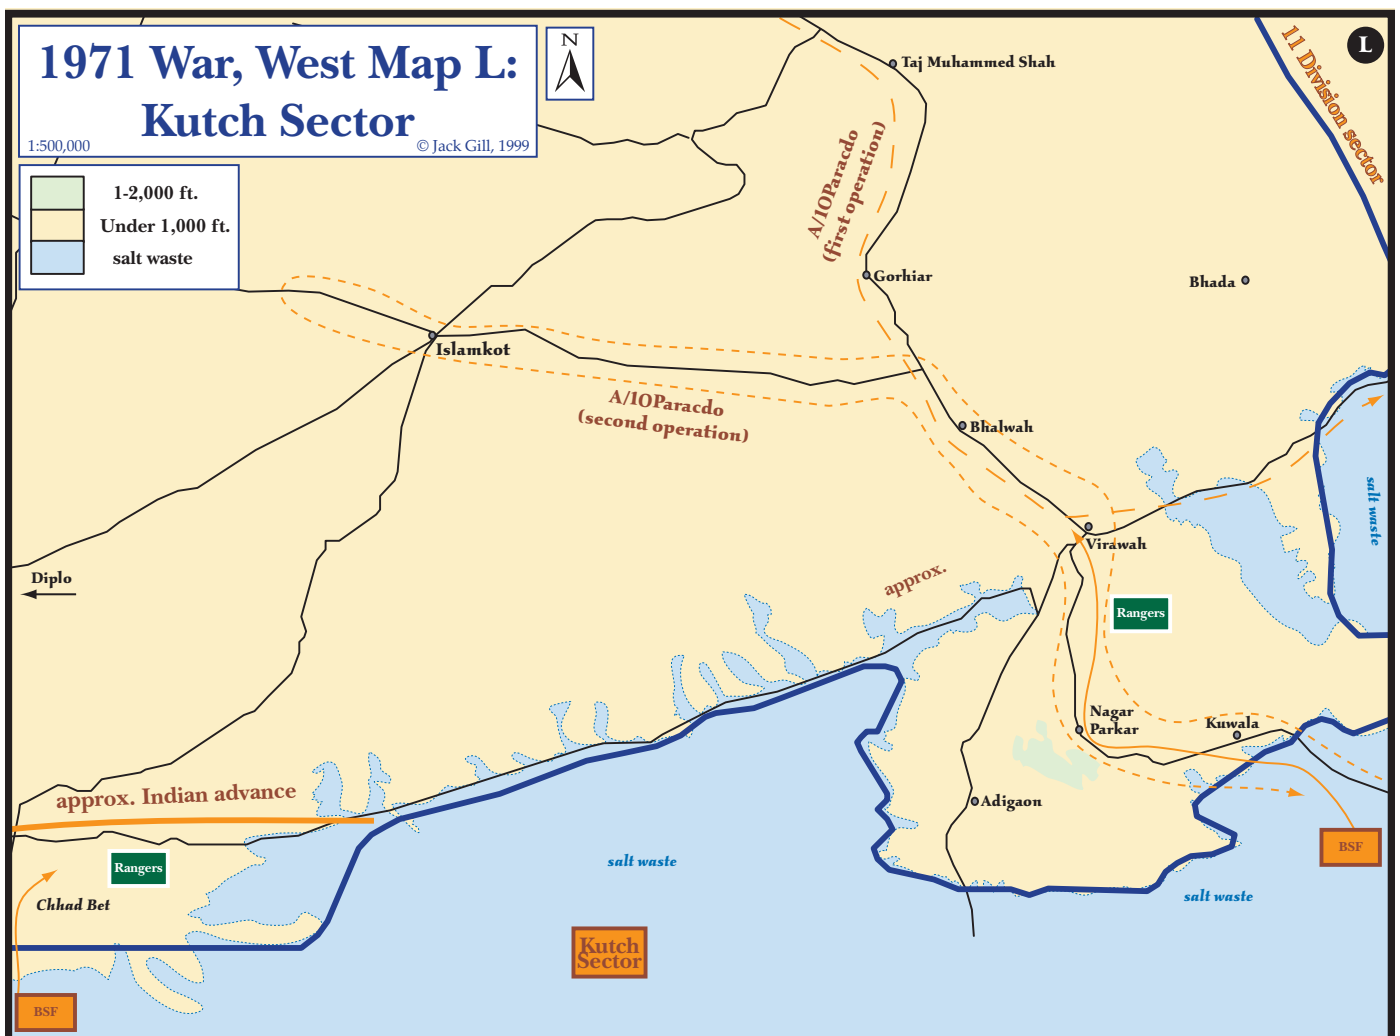 1971 War, West Map L:
Kutch Sector
1:500,000
© Jack Gill, 1999
N
L
11 Division sector
1-2,000 ft.
Under 1,000 ft.
salt waste
Taj Muhammed Shah
A/10Paracdo
(first operation)
Gorhiar
Bhada
Islamkot
A/10Paracdo
(second operation)
Bhalwah
salt waste
Virawah
Diplo
approx.
Rangers
Nagar
Parkar
Kuwala
approx. Indian advance
Adigaon
BSF
Rangers
salt waste
Chhad Bet
salt waste
Kutch
Sector
BSF